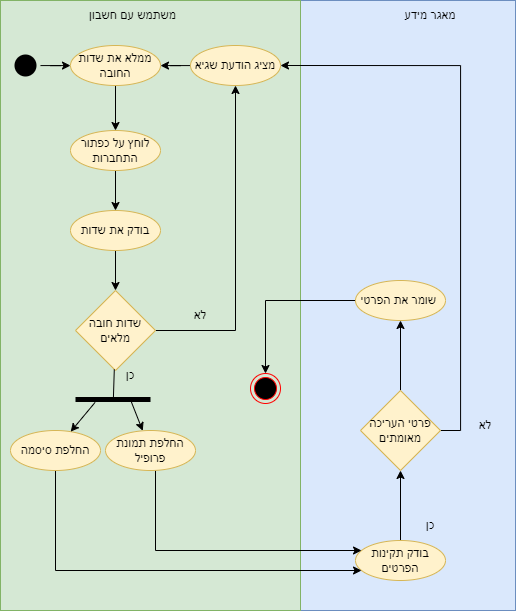 משתמש עם חשבון
מאגר מידע
ממלא את שדות
החובה
מציג הודעת שגיא
לוחץ על כפתור
התחברות
בודק את שדות
שדות חובה
מלאים
לא
כן
החלפת סיסמה
החלפת תמונת
פרופיל
שומר את הפרטי
פרטי העריכה
מאומתים
לא
כן
בודק תקינות
הפרטים